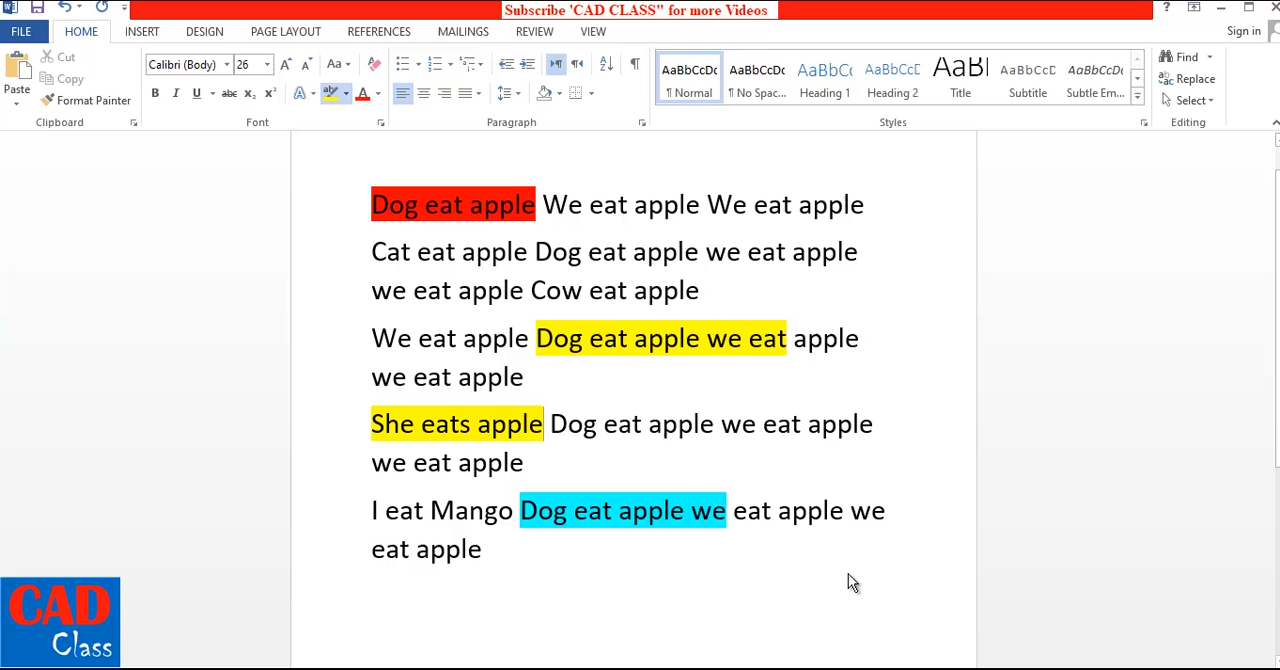 Subscribe 'CAD CLASS" for more Videos
FILE HOME INSERT DESIGN PAGE LAYOUT REFERENCES MAILINGS REVIEW VIEW Sign in
Cut
Copy
Format Painter
Paste
Clipboard
Calibri (Body) 26
Font
Paragraph
AaBbCcDc AaBbCcDc AaBbCc AaBbCcD AaBl AaBbCcD AaBbCcDc
¶ Normal ¶ No Spac... Heading 1 Heading 2 Title Subtitle Subtle Em...
Styles
Find
Replace
Select
Editing
Dog eat apple We eat apple We eat apple
Cat eat apple Dog eat apple we eat apple
we eat apple Cow eat apple
We eat apple Dog eat apple we eat apple
we eat apple
She eats apple Dog eat apple we eat apple
we eat apple
I eat Mango Dog eat apple we eat apple we
eat apple
CAD
Class